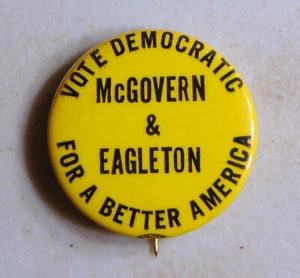 VOTE DEMOCRATIC
McGOVERN
&
EAGLETON
FOR A BETTER AMERICA